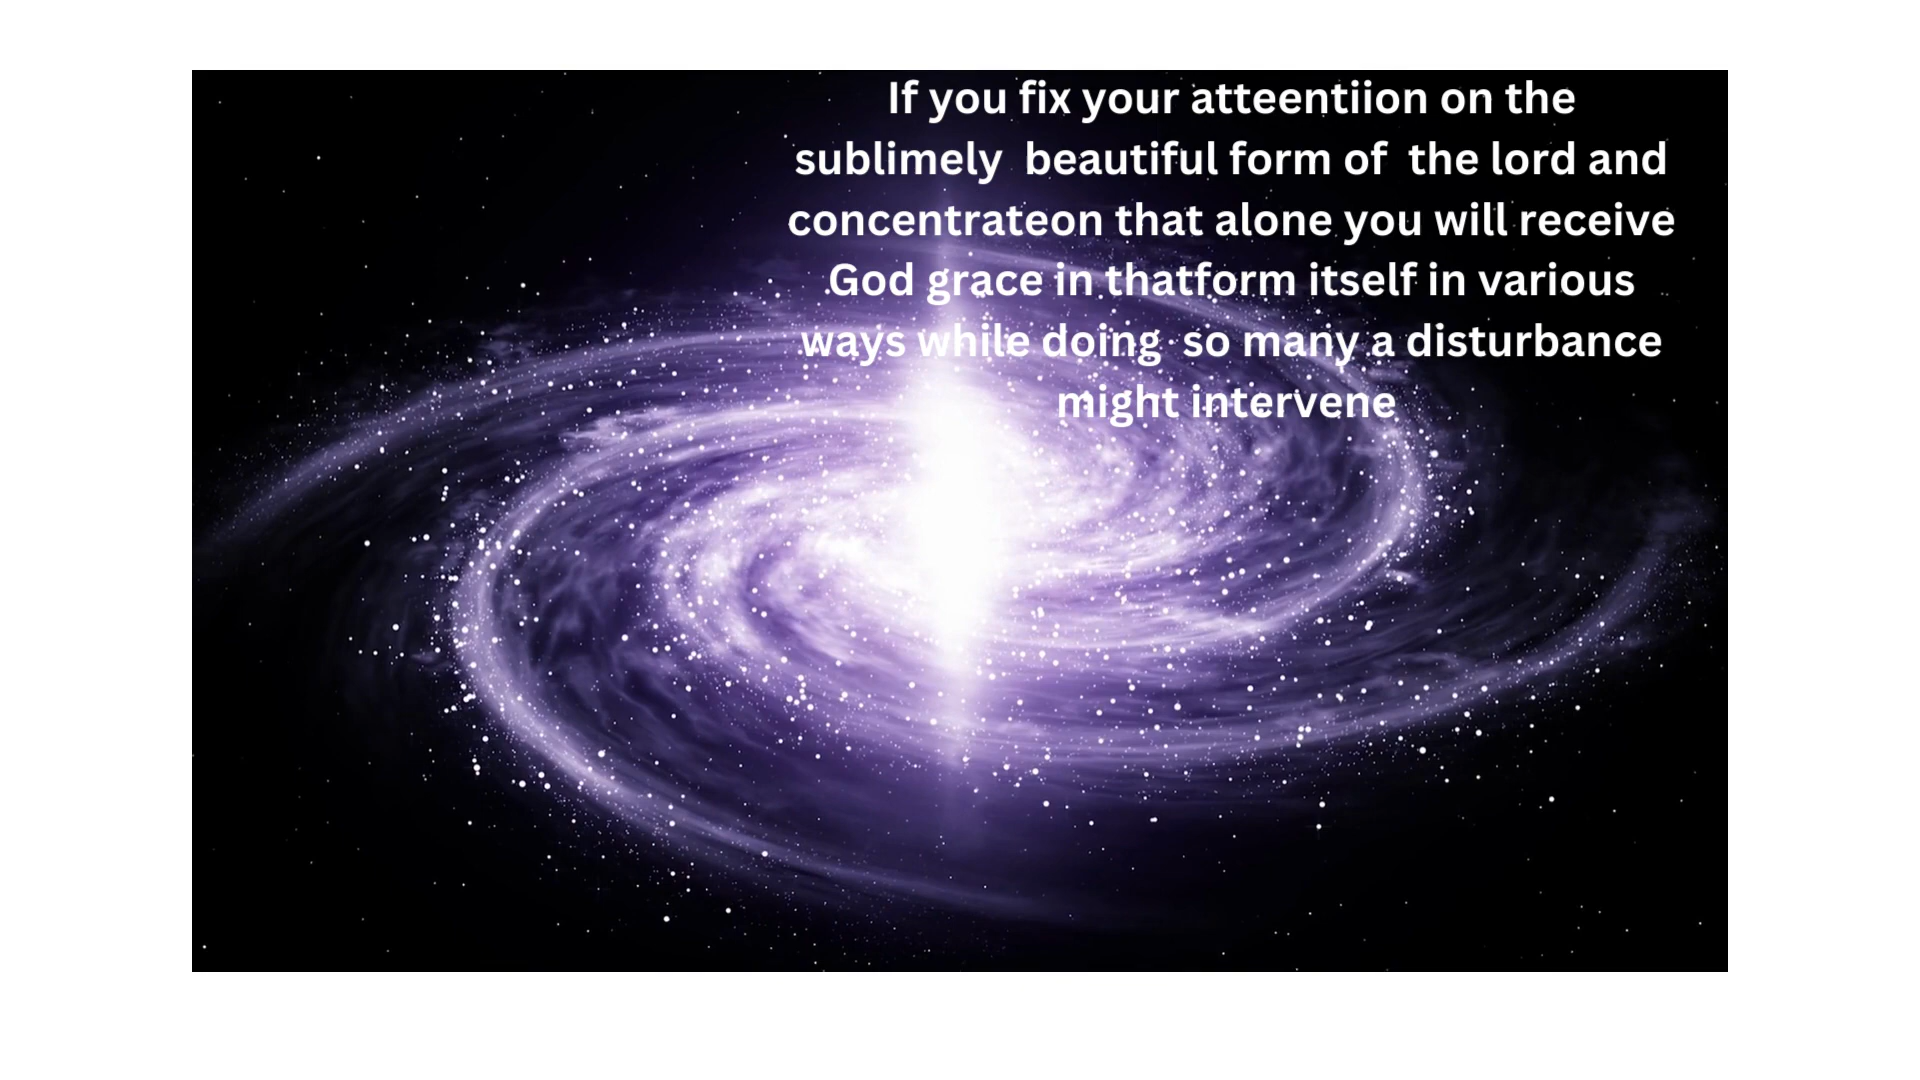 If you fix your atteentiion on the
sublimely beautiful form of the lord and
concentrateon that alone you will receive
God grace in thatform itself in various
ways while doing so many a disturbance
might intervene